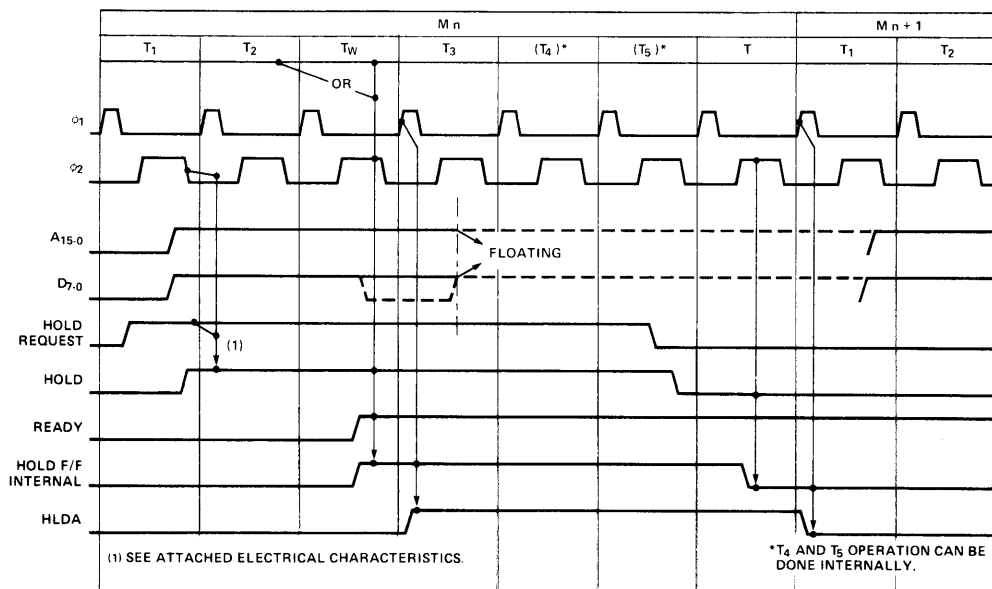 Mn Mn + 1
T1 T2 TW T3 (T4)* (T5)* T T1 T2
OR
φ1
φ2
A15-0
FLOATING
D7-0
HOLD
REQUEST
(1)
HOLD
READY
HOLD F/F
INTERNAL
HLDA
(1) SEE ATTACHED ELECTRICAL CHARACTERISTICS.
*T4 AND T5 OPERATION CAN BE
DONE INTERNALLY.